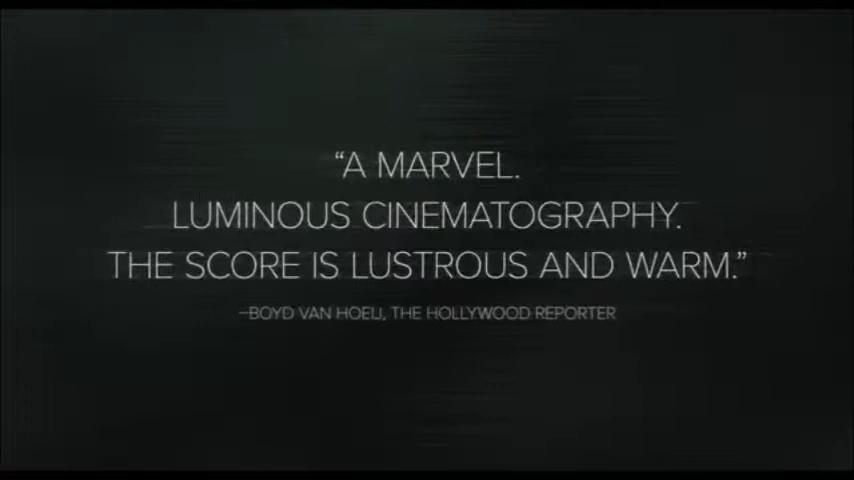 “A MARVEL.
LUMINOUS CINEMATOGRAPHY.
THE SCORE IS LUSTROUS AND WARM.”
—BOYD VAN HOEIJ, THE HOLLYWOOD REPORTER